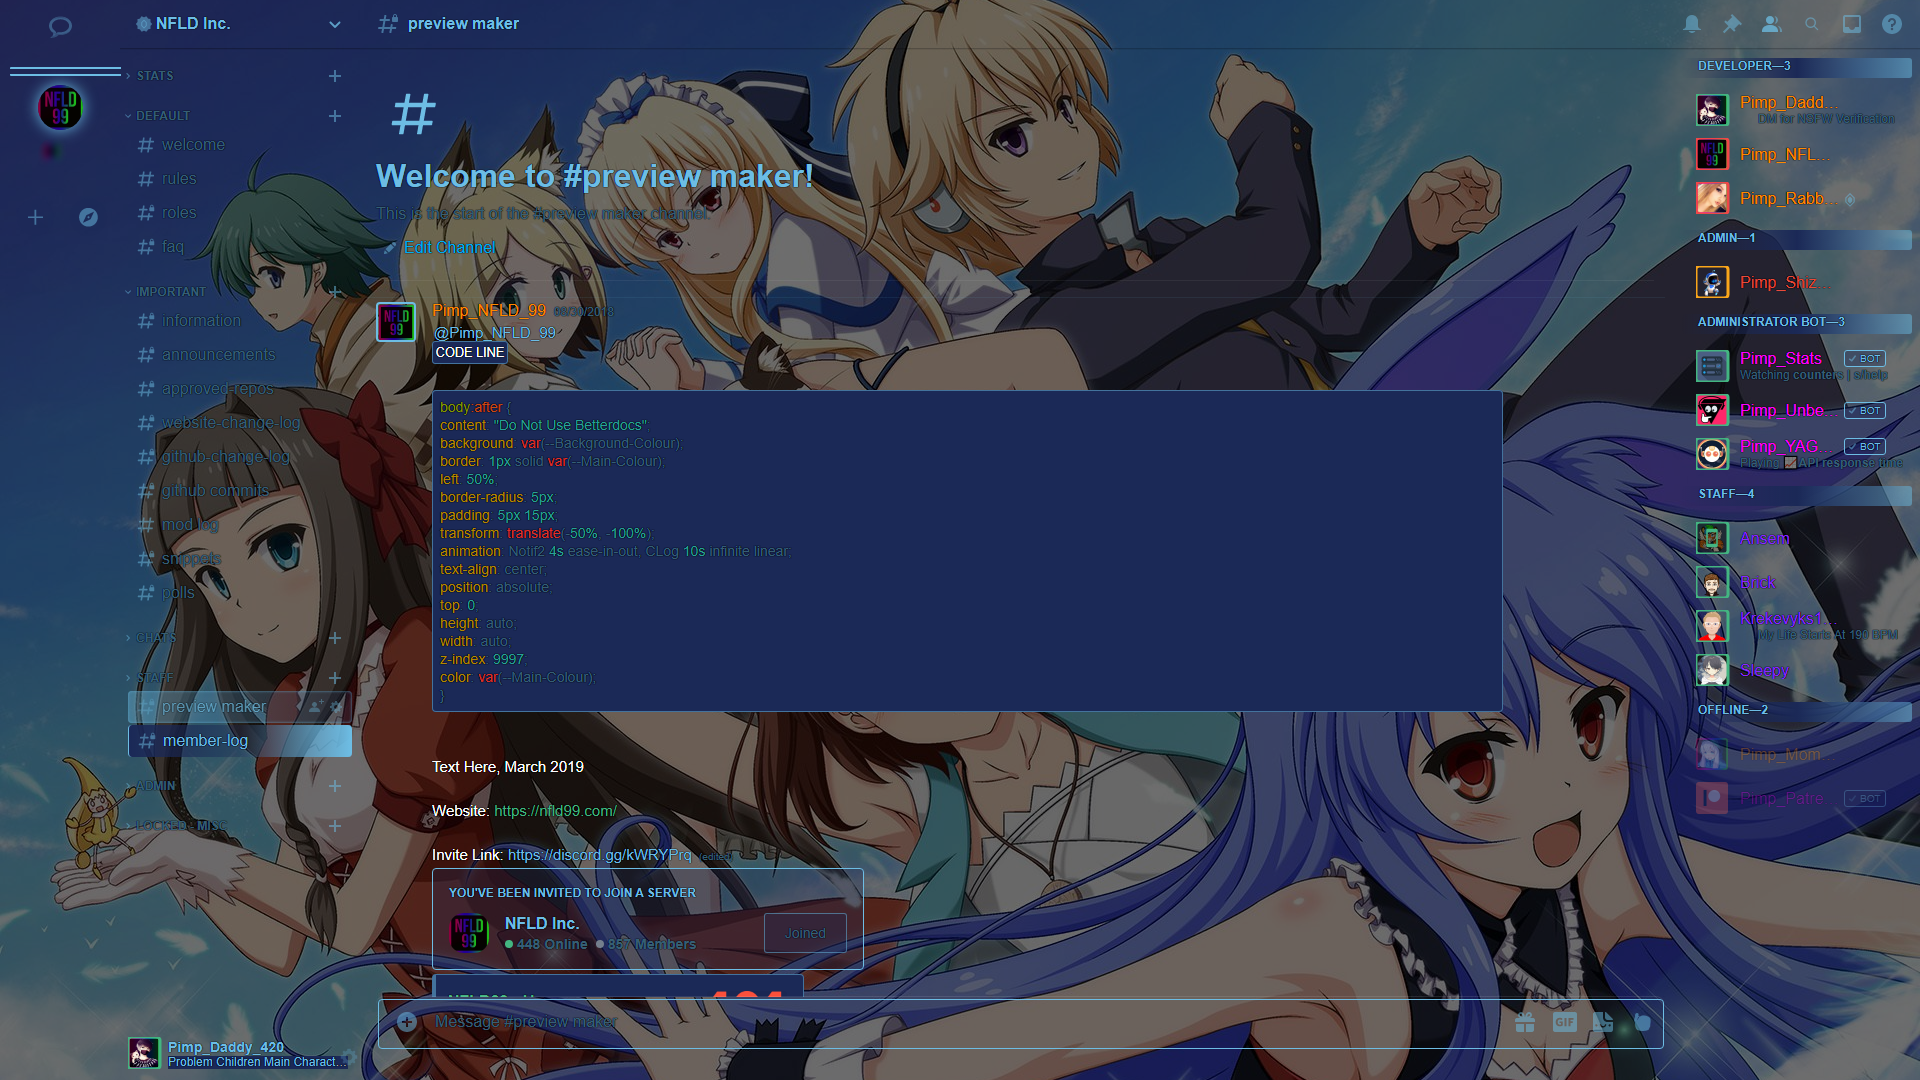 NFLD Inc.
preview maker
STATS
DEFAULT
welcome
rules
roles
faq
IMPORTANT
information
announcements
approved-repos
website-change-log
github-change-log
github commits
mod log
snippets
polls
CHATS
STAFF
preview maker
member-log
ADMIN
LOCKED - MISC
Pimp_Daddy_420
Problem Children Main Charact...
NFLD
99
#
Welcome to #preview maker!
This is the start of the #preview maker channel.
Edit Channel
Pimp_NFLD_99 06/30/2018
@Pimp_NFLD_99
CODE LINE
body:after {
content: "Do Not Use Betterdocs";
background: var(--Background-Colour);
border: 1px solid var(--Main-Colour);
left: 50%;
border-radius: 5px;
padding: 5px 15px;
transform: translate(-50%, -100%);
animation: Notif2 4s ease-in-out, CLog 10s infinite linear;
text-align: center;
position: absolute;
top: 0;
height: auto;
width: auto;
z-index: 9997;
color: var(--Main-Colour);
}
Text Here, March 2019
Website: https://nfld99.com/
Invite Link: https://discord.gg/kWRYPrq (edited)
YOU'VE BEEN INVITED TO JOIN A SERVER
NFLD Inc.
448 Online 857 Members
Joined
Message #preview maker
GIF
DEVELOPER—3
Pimp_Dadd...
DM for NSFW Verification
Pimp_NFL...
Pimp_Rabb...
ADMIN—1
Pimp_Shiz...
ADMINISTRATOR BOT—3
Pimp_Stats BOT
Watching counters | s/help
Pimp_Unbe... BOT
Pimp_YAG BOT
Playing API response time
STAFF—4
Ansem
Brick
Krekevyks1...
My Life Starts At 190 BPM
Sleepy
OFFLINE—2
Pimp_Mom...
Pimp_Patre BOT